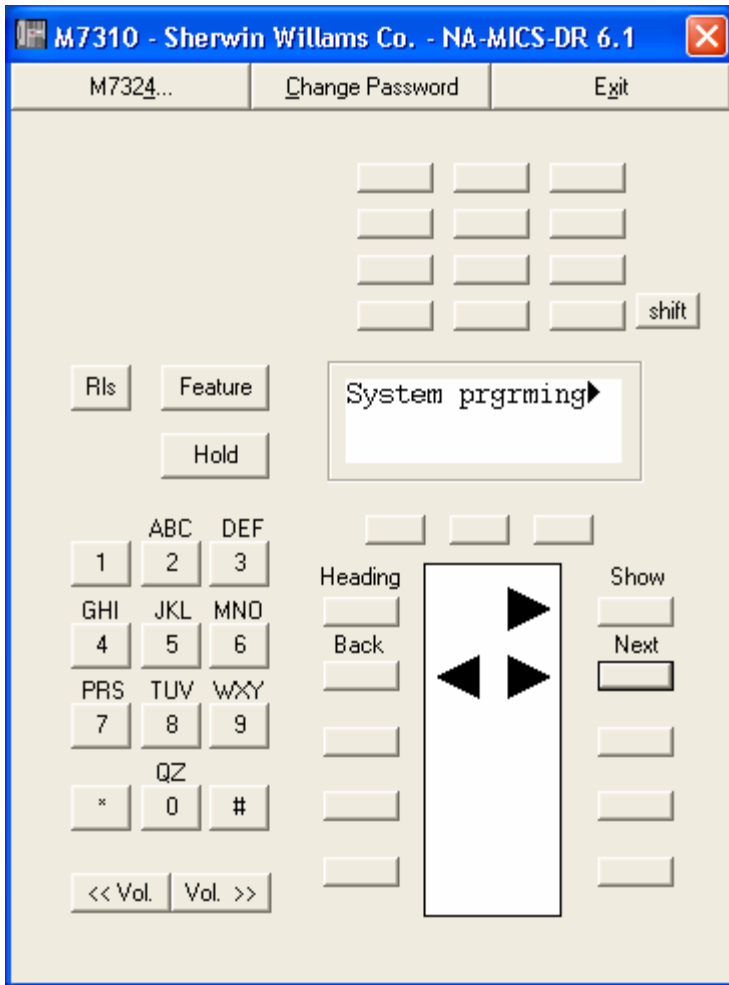 M7310 - Sherwin Willams Co. - NA-MICS-DR 6.1
M7324... Change Password Exit
shift
Rls Feature
System prgrming
Hold
ABC DEF
1 2 3
Heading Show
GHI JKL MNO
4 5 6
Back Next
PRS TUV WXY
7 8 9
QZ
* 0 #
<< Vol. Vol. >>